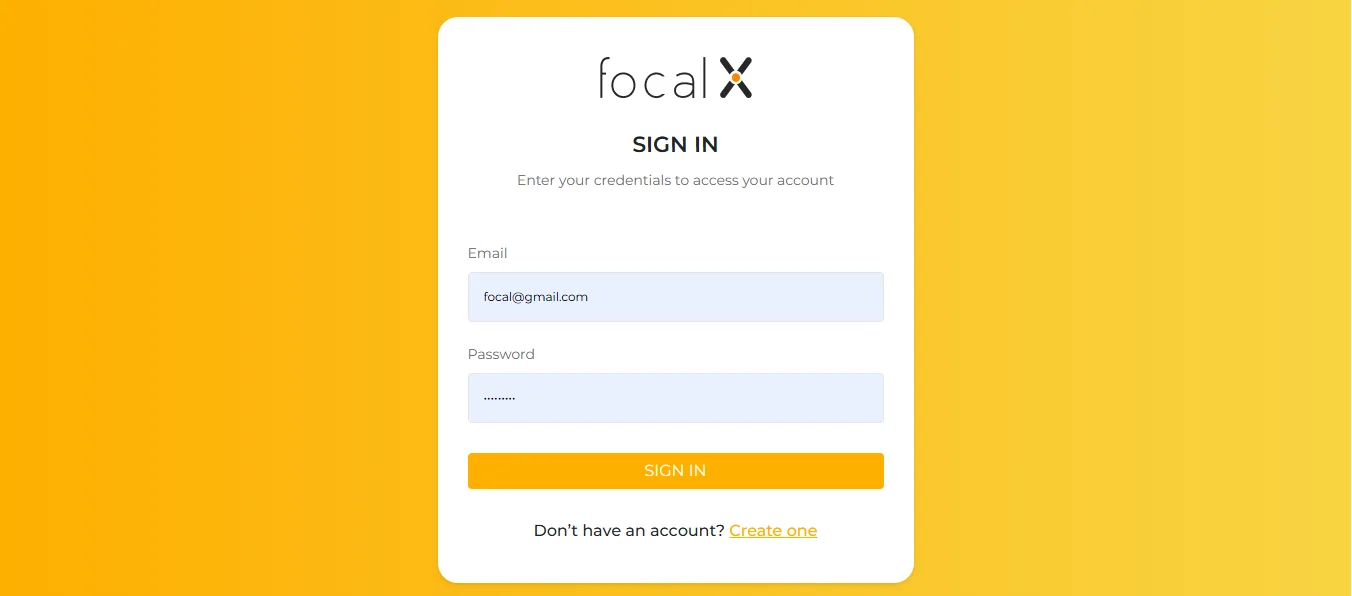 focalX
SIGN IN
Enter your credentials to access your account
Email
focal@gmail.com
Password
·········
SIGN IN
Don’t have an account? Create one